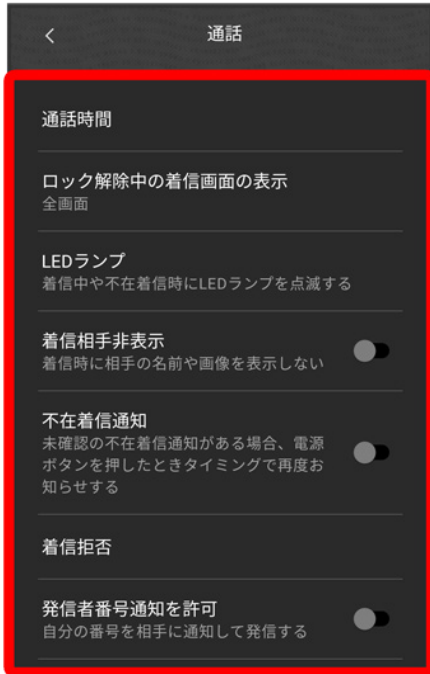 通話
通話時間
ロック解除中の着信画面の表示
全画面
LEDランプ
着信中や不在着信時にLEDランプを点滅する
着信相手非表示
着信時に相手の名前や画像を表示しない
不在着信通知
未確認の不在着信通知がある場合、電源
ボタンを押したときタイミングで再度お
知らせする
着信拒否
発信者番号通知を許可
自分の番号を相手に通知して発信する